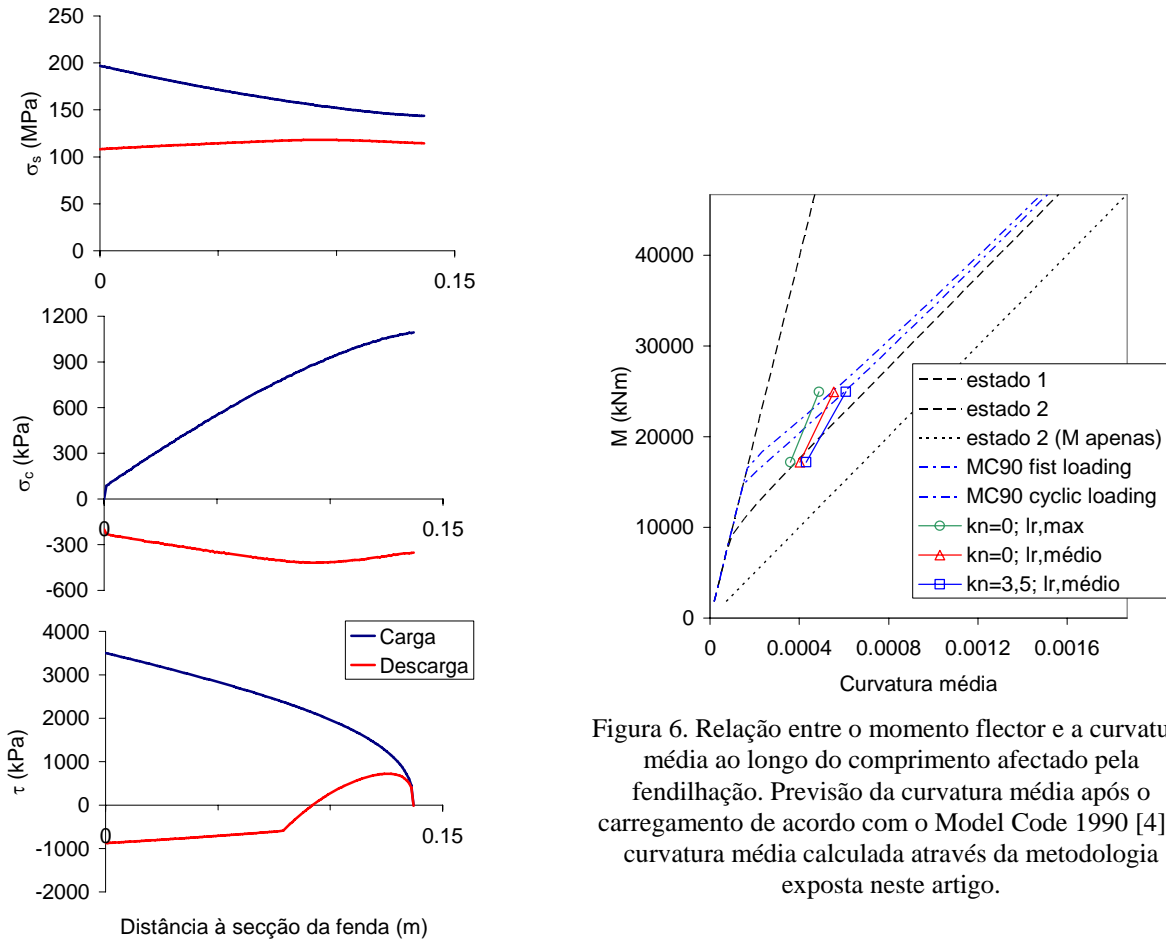 250
200
150
100
50
0
σs (MPa)
0
0.15
1200
900
600
300
0
-300
-600
σc (kPa)
0
0.15
4000
3000
2000
1000
0
-1000
-2000
τ (kPa)
0
0.15
Carga
Descarga
Distância à secção da fenda (m)
40000
30000
20000
10000
0
M (kNm)
0
0.0004
0.0008
0.0012
0.0016
Curvatura média
estado 1
estado 2
estado 2 (M apenas)
MC90 fist loading
MC90 cyclic loading
kn=0; lr,max
kn=0; lr,médio
kn=3,5; lr,médio
Figura 6. Relação entre o momento flector e a curvatu
média ao longo do comprimento afectado pela
fendilhação. Previsão da curvatura média após o
carregamento de acordo com o Model Code 1990 [4]
curvatura média calculada através da metodologia
exposta neste artigo.